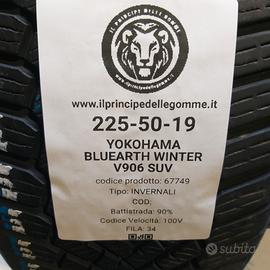 IL PRINCIPE DELLE GOMME
www.ilprincipedellegomme.it
225-50-19
YOKOHAMA
BLUEARTH WINTER
V906 SUV
codice prodotto: 67749
Tipo: INVERNALI
COD:
Battistrada: 90%
Codice Velocità: 100V
FILA: 34
subito